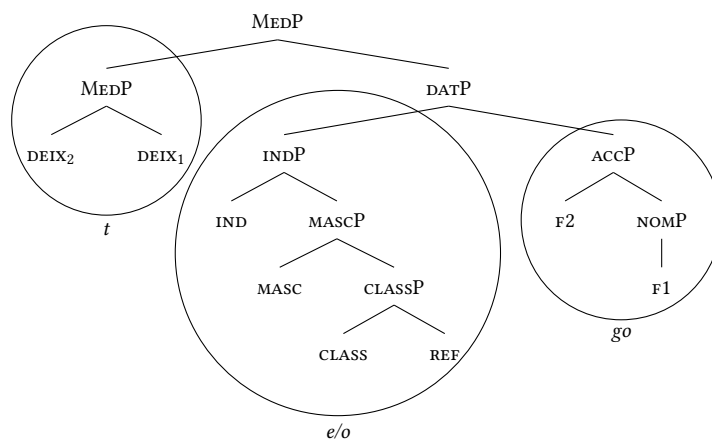 MEDP
MEDP DATP
DEIX₂ DEIX₁ INDP ACCP
t IND MASCP F2 NOMP
MASC CLASSP F1
go
CLASS REF
e/o